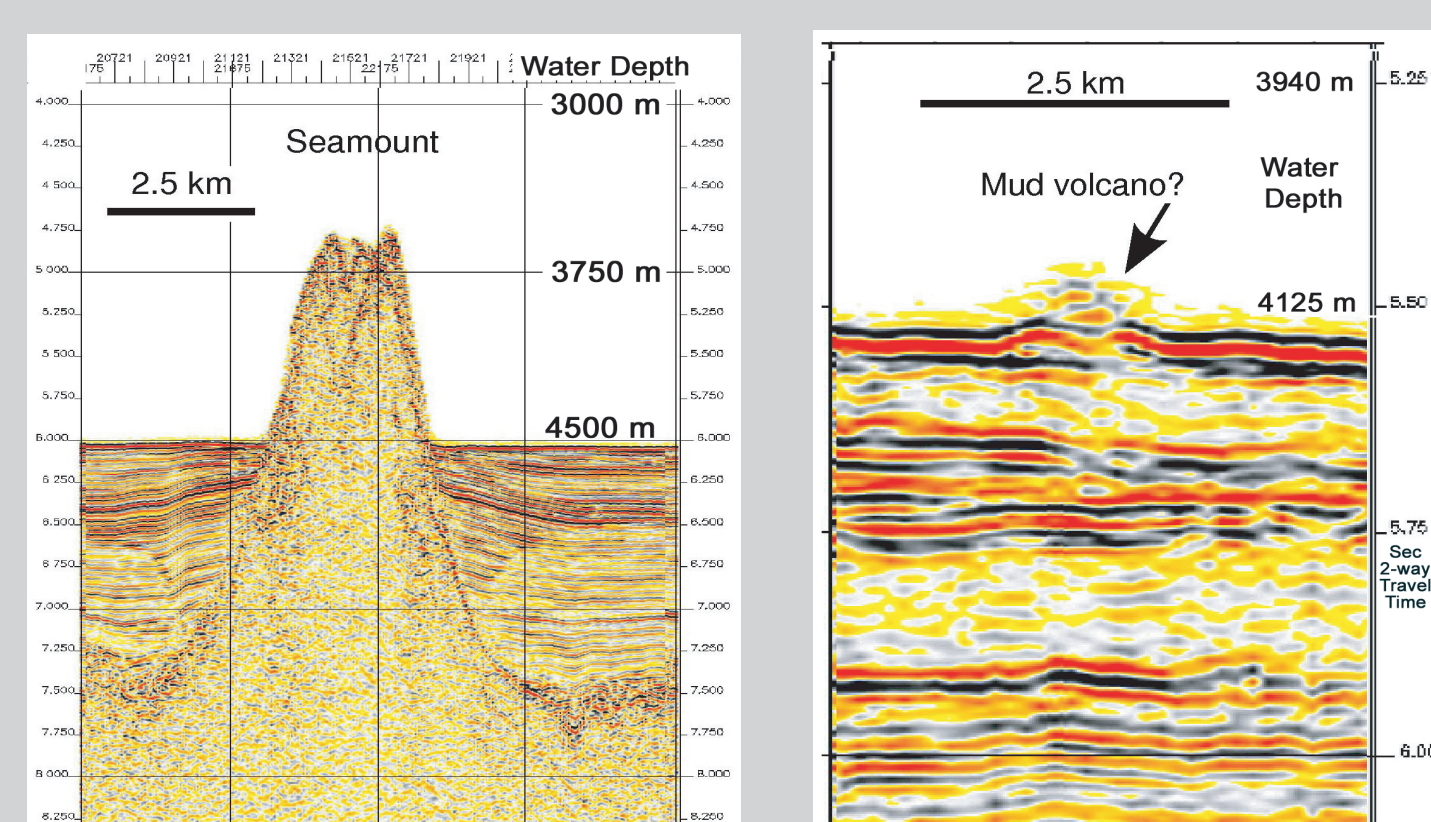 20721 20921 21121 21321 21521 21721 21921
Water Depth
4.000 3000 m 4.000
Seamount
4.250 4.250
4 500 2.5 km 4.500
4.750 4.750
5 000 3750 m 5.000
5.250 5.250
5 500 5.500
5.750 5.750
6.000 4500 m 6.000
6.250 6.250
6.500 6.500
6 750 6.750
7.000 7.000
7.250 7.250
7.500 7.500
7.750 7.750
8 000 8.000
8.250 8.250
2.5 km 3940 m 5.25
Water
Depth
Mud volcano?
4125 m 5.50
5.75
Sec
2-way
Travel
Time